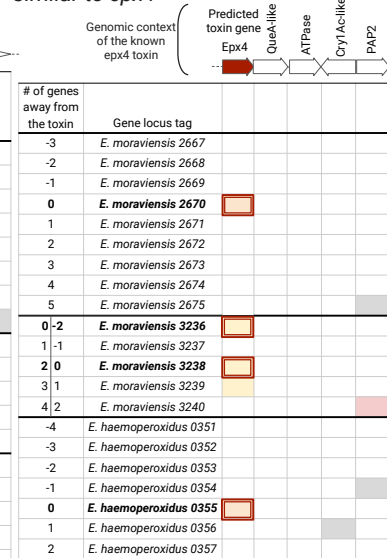 Genomic context
of the known
epx4 toxin
Predicted
toxin gene
Epx4
QueA-like
ATPase
Cry1Ac-like
PAP2
# of genes
away from
the toxin
Gene locus tag
-3 E. moraviensis 2667
-2 E. moraviensis 2668
-1 E. moraviensis 2669
0 E. moraviensis 2670
1 E. moraviensis 2671
2 E. moraviensis 2672
3 E. moraviensis 2673
4 E. moraviensis 2674
5 E. moraviensis 2675
0 -2 E. moraviensis 3236
1 -1 E. moraviensis 3237
2 0 E. moraviensis 3238
3 1 E. moraviensis 3239
4 2 E. moraviensis 3240
-4 E. haemoperoxidus 0351
-3 E. haemoperoxidus 0352
-2 E. haemoperoxidus 0353
-1 E. haemoperoxidus 0354
0 E. haemoperoxidus 0355
1 E. haemoperoxidus 0356
2 E. haemoperoxidus 0357